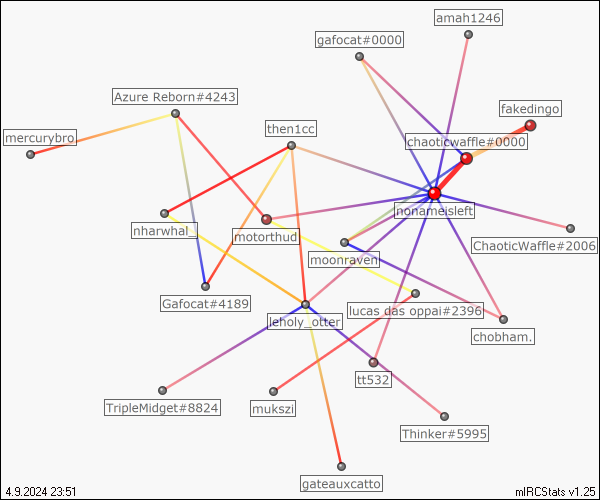 amah1246
gafocat#0000
Azure Reborn#4243
fakedingo
mercurybro
then1cc
chaoticwaffle#0000
nonameisleft
nharwhal_
motorthud
ChaoticWaffle#2006
moonraven
Gafocat#4189
lucas das oppai#2396
leholy_otter
chobham.
tt532
TripleMidget#8824
mukszi
Thinker#5995
gateauxcatto
4.9.2024 23:51
mIRCStats v1.25